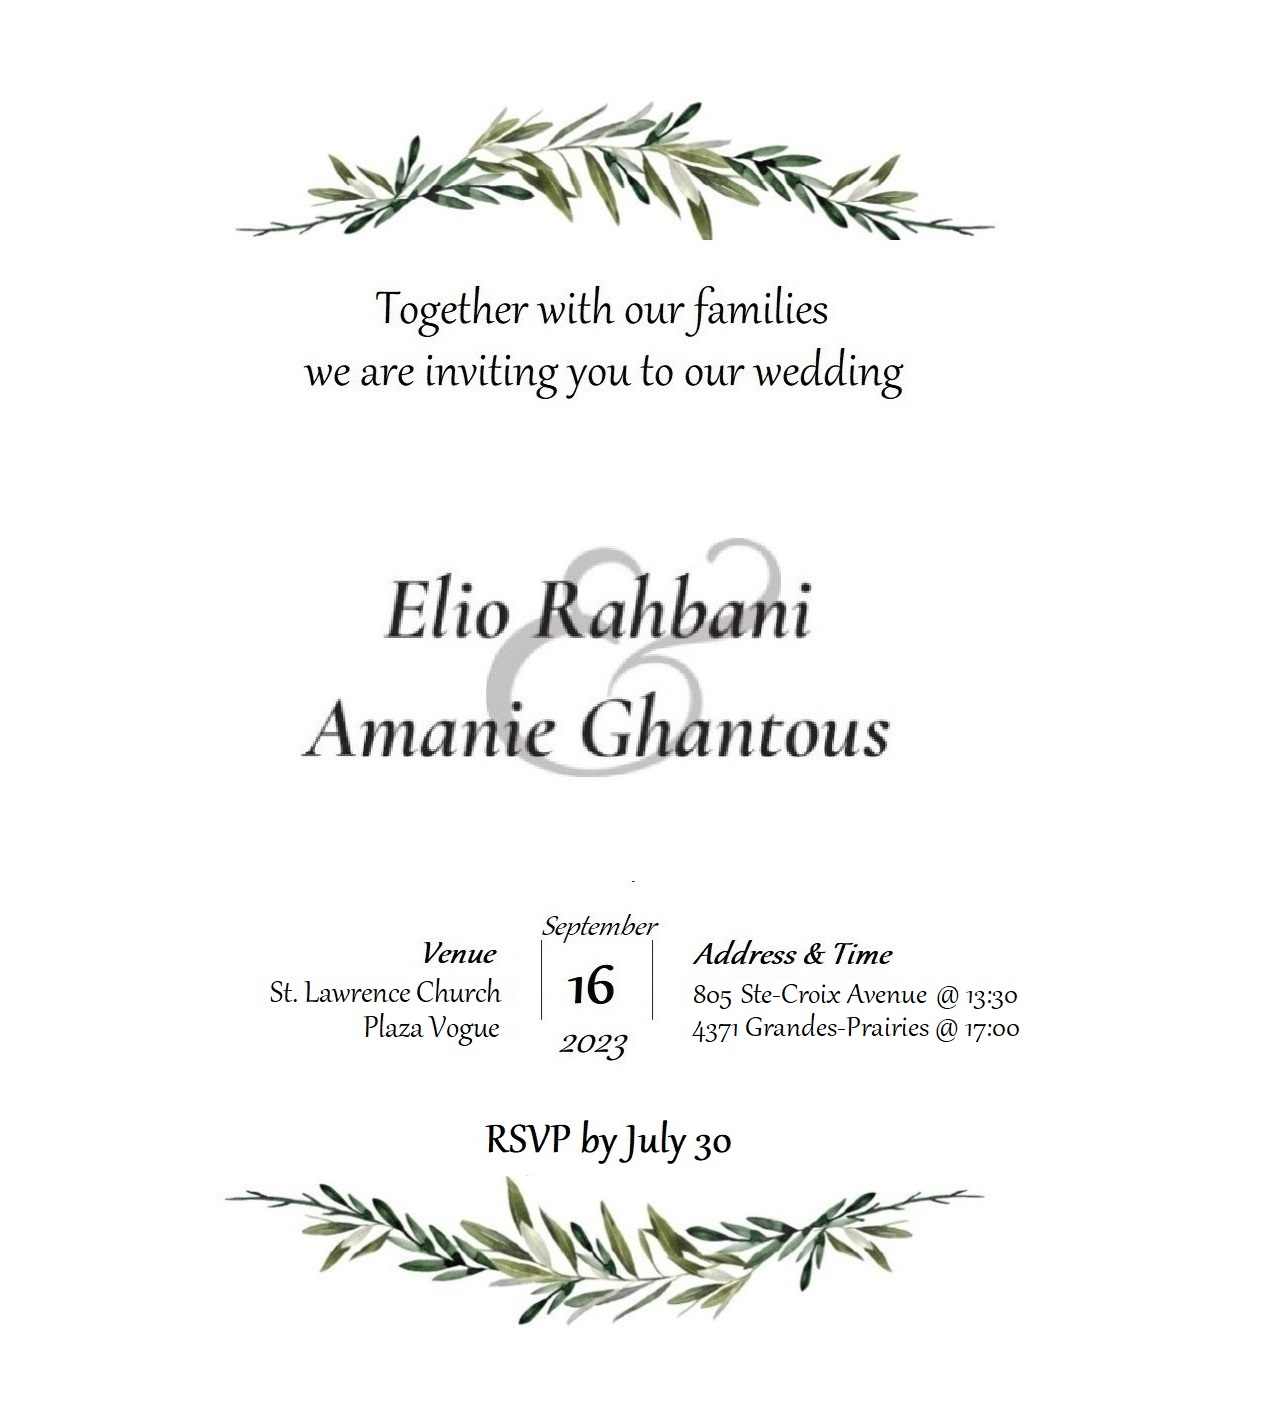 Together with our families
we are inviting you to our wedding
Elio Rahbani
&
Amanie Ghantous
September
16
2023
Venue
St. Lawrence Church
Plaza Vogue
Address & Time
805 Ste-Croix Avenue @ 13:30
4371 Grandes-Prairies @ 17:00
RSVP by July 30